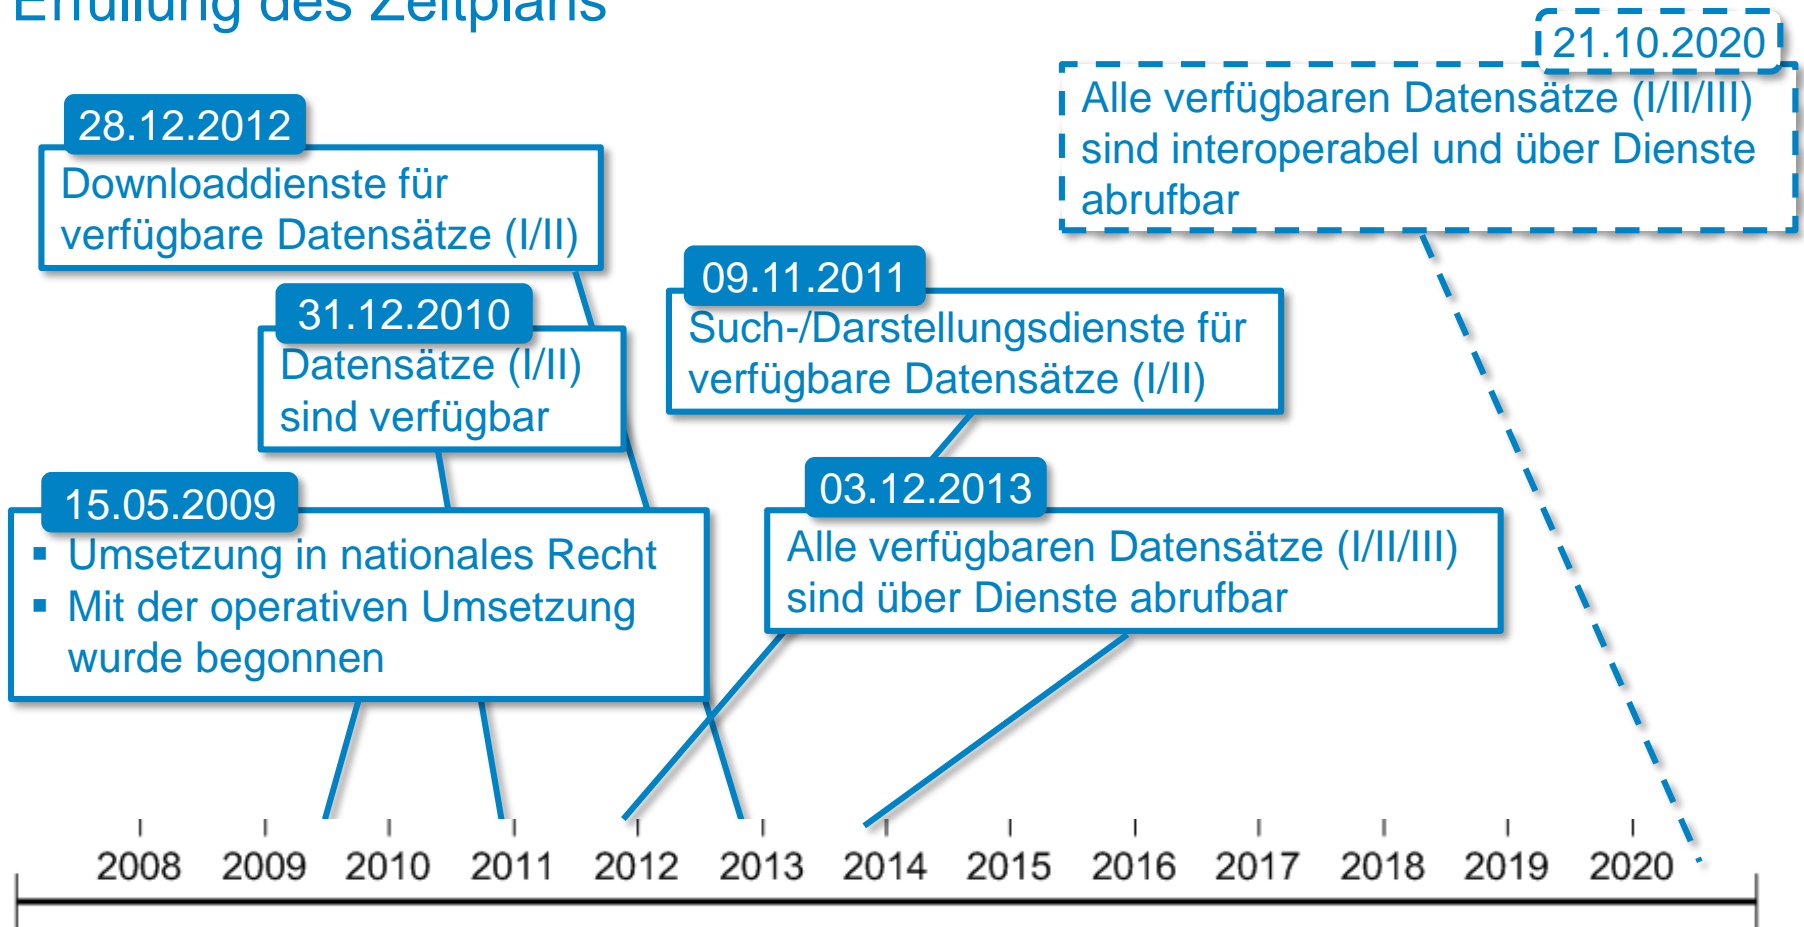 Erfüllung des Zeitplans
21.10.2020
Alle verfügbaren Datensätze (I/II/III)
sind interoperabel und über Dienste
abrufbar
28.12.2012
Downloaddienste für
verfügbare Datensätze (I/II)
09.11.2011
Such-/Darstellungsdienste für
verfügbare Datensätze (I/II)
31.12.2010
Datensätze (I/II)
sind verfügbar
15.05.2009
▪ Umsetzung in nationales Recht
▪ Mit der operativen Umsetzung
wurde begonnen
03.12.2013
Alle verfügbaren Datensätze (I/II/III)
sind über Dienste abrufbar
2008 2009 2010 2011 2012 2013 2014 2015 2016 2017 2018 2019 2020